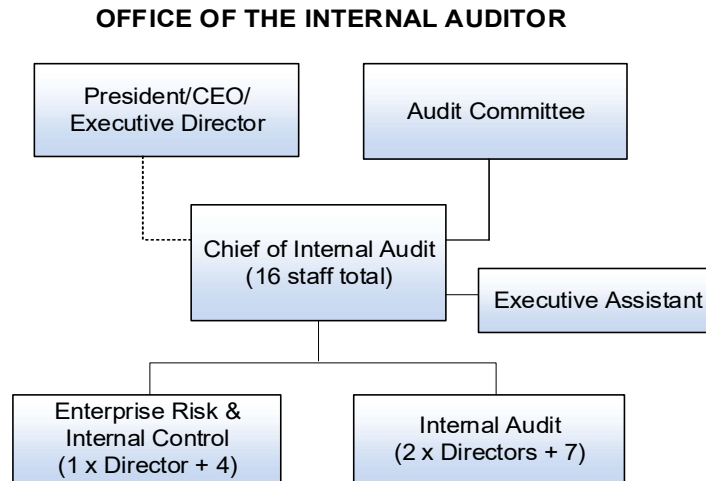 OFFICE OF THE INTERNAL AUDITOR
President/CEO/
Executive Director
Audit Committee
Chief of Internal Audit
(16 staff total)
Executive Assistant
Enterprise Risk &
Internal Control
(1 x Director + 4)
Internal Audit
(2 x Directors + 7)